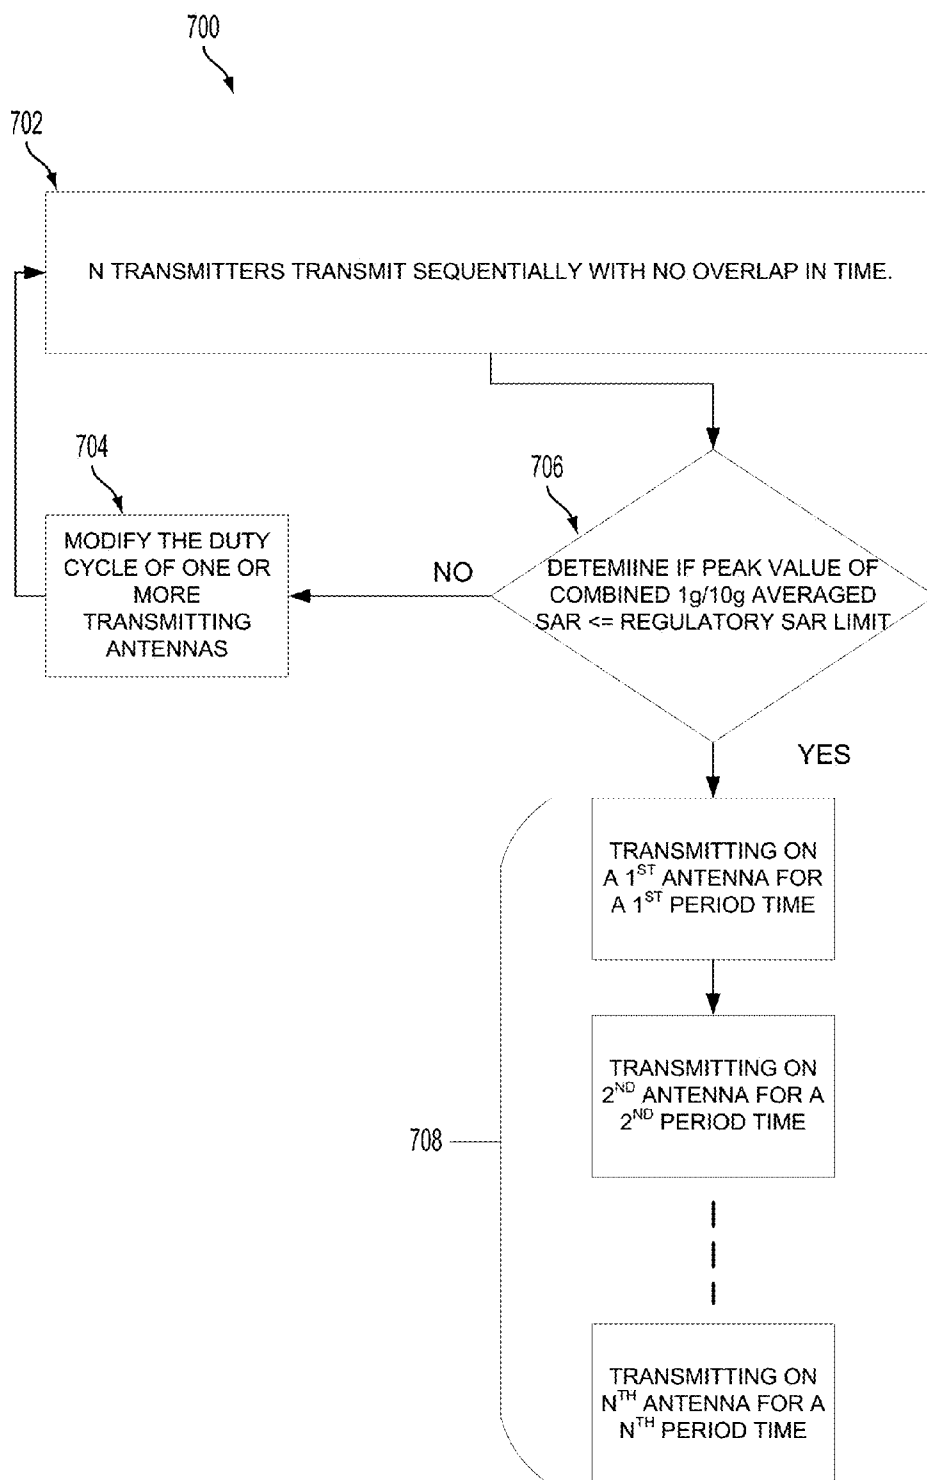 700
702
N TRANSMITTERS TRANSMIT SEQUENTIALLY WITH NO OVERLAP IN TIME.
704
MODIFY THE DUTY
CYCLE OF ONE OR
MORE
TRANSMITTING
ANTENNAS
NO
706
DETEMIINE IF PEAK VALUE OF
COMBINED 1g/10g AVERAGED
SAR <= REGULATORY SAR LIMIT
YES
TRANSMITTING ON
A 1ST ANTENNA FOR
A 1ST PERIOD TIME
TRANSMITTING ON
2ND ANTENNA FOR A
2ND PERIOD TIME
708
TRANSMITTING ON
NTH ANTENNA FOR A
NTH PERIOD TIME